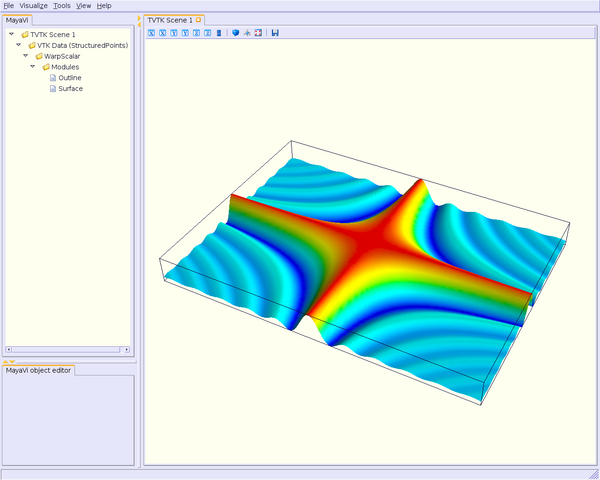 File Visualize Tools View Help
MayaVi
TVTK Scene 1
VTK Data (StructuredPoints)
WarpScalar
Modules
Outline
Surface
MayaVi object editor
TVTK Scene 1